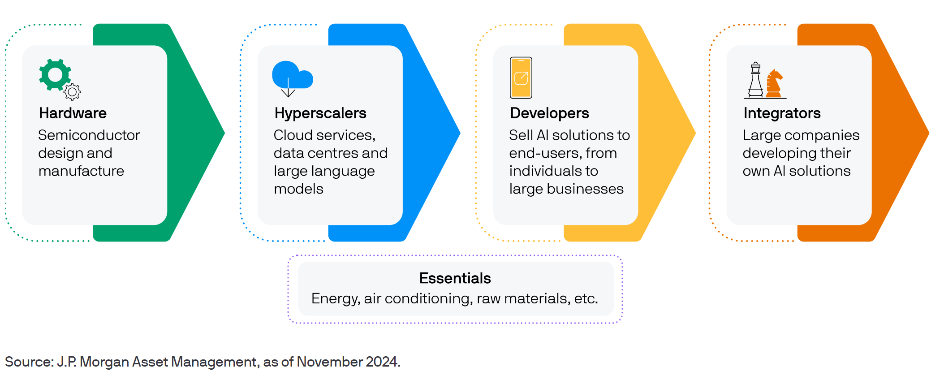 Hardware
Semiconductor
design and
manufacture
Hyperscalers
Cloud services,
data centres and
large language
models
Developers
Sell AI solutions to
end-users, from
individuals to
large businesses
Integrators
Large companies
developing their
own AI solutions
Essentials
Energy, air conditioning, raw materials, etc.
Source: J.P. Morgan Asset Management, as of November 2024.